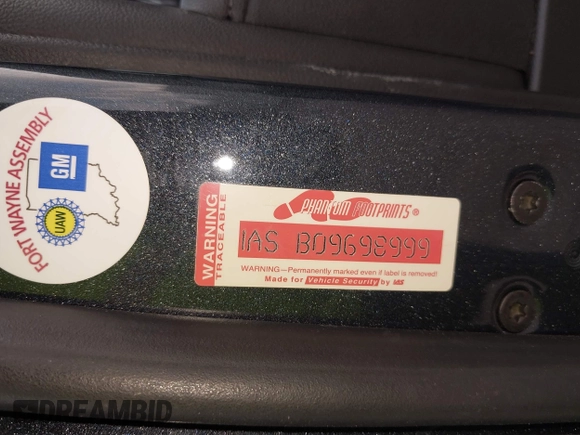 FORT WAYNE ASSEMBLY
GM
UAW
WARNING
TRACEABLE
PHANTOM FOOTPRINTS®
IAS B09698999
WARNING—Permanently marked even if label is removed!
Made for Vehicle Security by IAS
DREAMBID